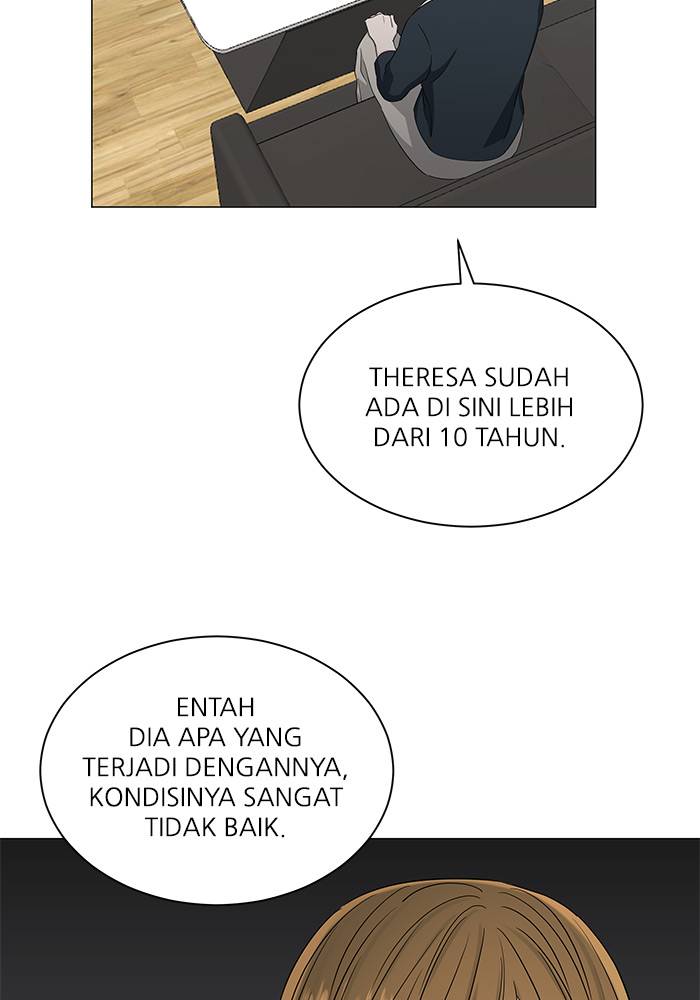 THERESA SUDAH
ADA DI SINI LEBIH
DARI 10 TAHUN.
ENTAH
DIA APA YANG
TERJADI DENGANNYA,
KONDISINYA SANGAT
TIDAK BAIK.